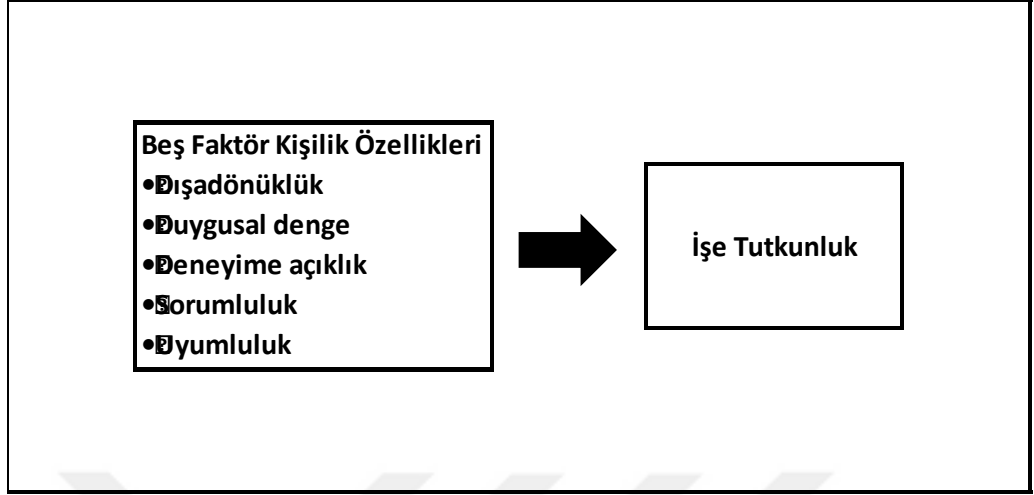 Beş Faktör Kişilik Özellikleri
•Dışadönüklük
•Duygusal denge
•Deneyime açıklık
•Sorumluluk
•Uyumluluk
İşe Tutkunluk